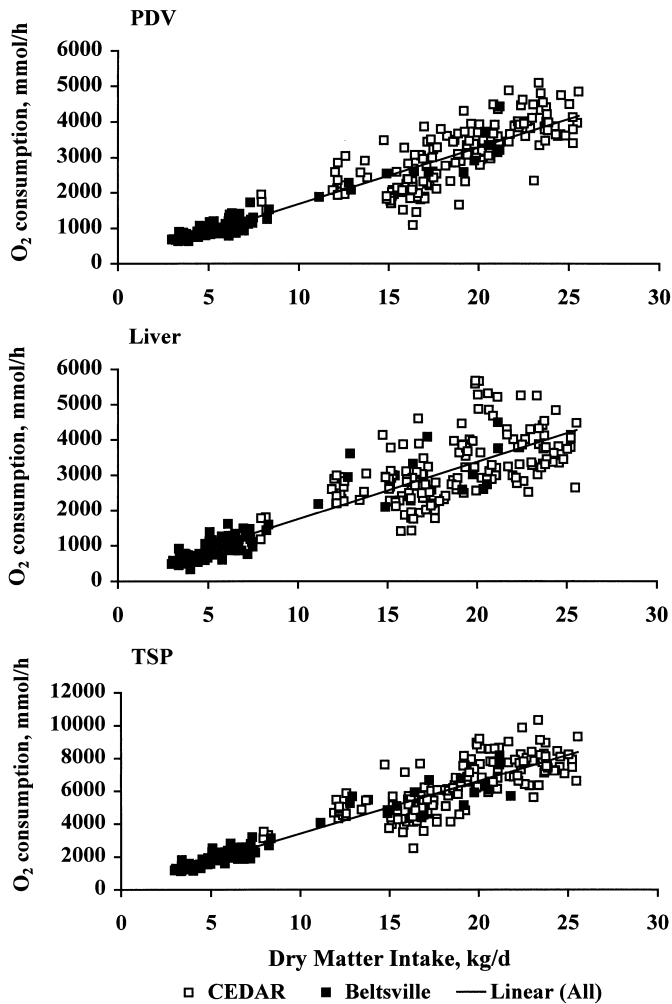 PDV
O2 consumption, mmol/h
6000
5000
4000
3000
2000
1000
0
0 5 10 15 20 25 30
Liver
O2 consumption, mmol/h
6000
5000
4000
3000
2000
1000
0
0 5 10 15 20 25 30
TSP
O2 consumption, mmol/h
12000
10000
8000
6000
4000
2000
0
0 5 10 15 20 25 30
Dry Matter Intake, kg/d
CEDAR Beltsville Linear (All)